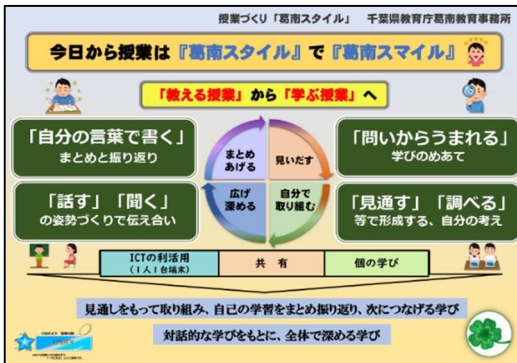 授業づくり「葛南スタイル」 千葉県教育庁葛南教育事務所
今日から授業は『葛南スタイル』で『葛南スマイル』
「教える授業」から「学ぶ授業」へ
「自分の言葉で書く」
まとめと振り返り
「問いからうまれる」
学びのめあて
まとめ
あげる
見いだす
広げ
深める
自分で
取り組む
「話す」「聞く」
の姿勢づくりで伝え合い
「見通す」「調べる」
等で形成する、自分の考え
ICTの利活用
(1人1台端末)
共 有
個の学び
見通しをもって取り組み、自己の学習をまとめ振り返り、次につなげる学び
対話的な学びをもとに、全体で深める学び